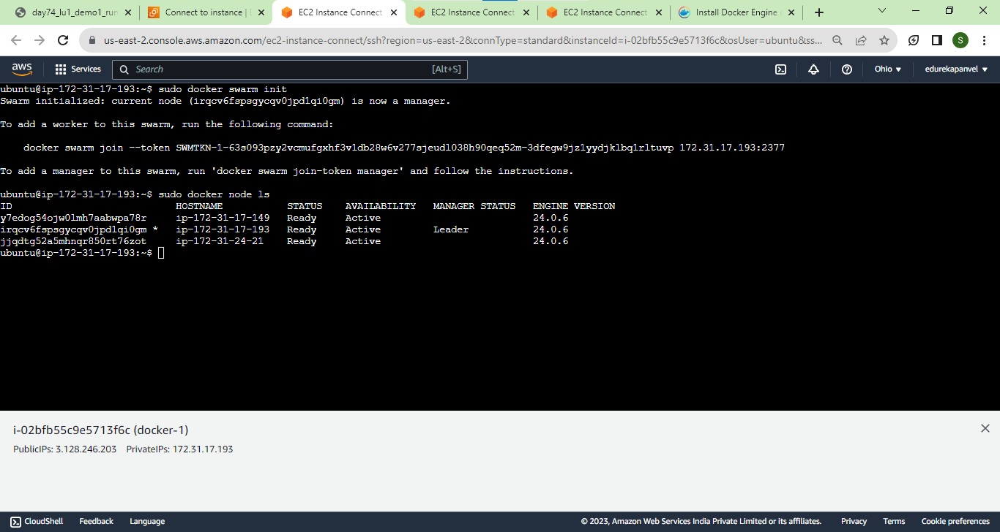 day74_lu1_demo1_run
Connect to instance | E
EC2 Instance Connect
EC2 Instance Connect
EC2 Instance Connect
Install Docker Engine o
us-east-2.console.aws.amazon.com/ec2-instance-connect/ssh?region=us-east-2&connType=standard&instanceId=i-02bfb55c9e5713f6c&osUser=ubuntu&ss...
S
aws
Services
Search
[Alt+S]
Ohio
edurekapanvel
ubuntu@ip-172-31-17-193:~$ sudo docker swarm init
Swarm initialized: current node (irqcv6fspsgycqv0jpd1qi0gm) is now a manager.
To add a worker to this swarm, run the following command:
docker swarm join --token SWMTKN-1-63s093pzy2vcmufgxhf3v1db28w6v277sjeudl038h90qeq52m-3dfegw9jz1yydjklbq1rltuvp 172.31.17.193:2377
To add a manager to this swarm, run 'docker swarm join-token manager' and follow the instructions.
ubuntu@ip-172-31-17-193:~$ sudo docker node ls
ID HOSTNAME STATUS AVAILABILITY MANAGER STATUS ENGINE VERSION
y7edog54ojw0lmh7aabwpa78r ip-172-31-17-149 Ready Active 24.0.6
irqcv6fspsgycqv0jpd1qi0gm * ip-172-31-17-193 Ready Active Leader 24.0.6
jjqdtg52a5mhnqr850rt76zot ip-172-31-24-21 Ready Active 24.0.6
ubuntu@ip-172-31-17-193:~$
i-02bfb55c9e5713f6c (docker-1)
PublicIPs: 3.128.246.203 PrivateIPs: 172.31.17.193
CloudShell Feedback Language
© 2023, Amazon Web Services India Private Limited or its affiliates. Privacy Terms Cookie preferences